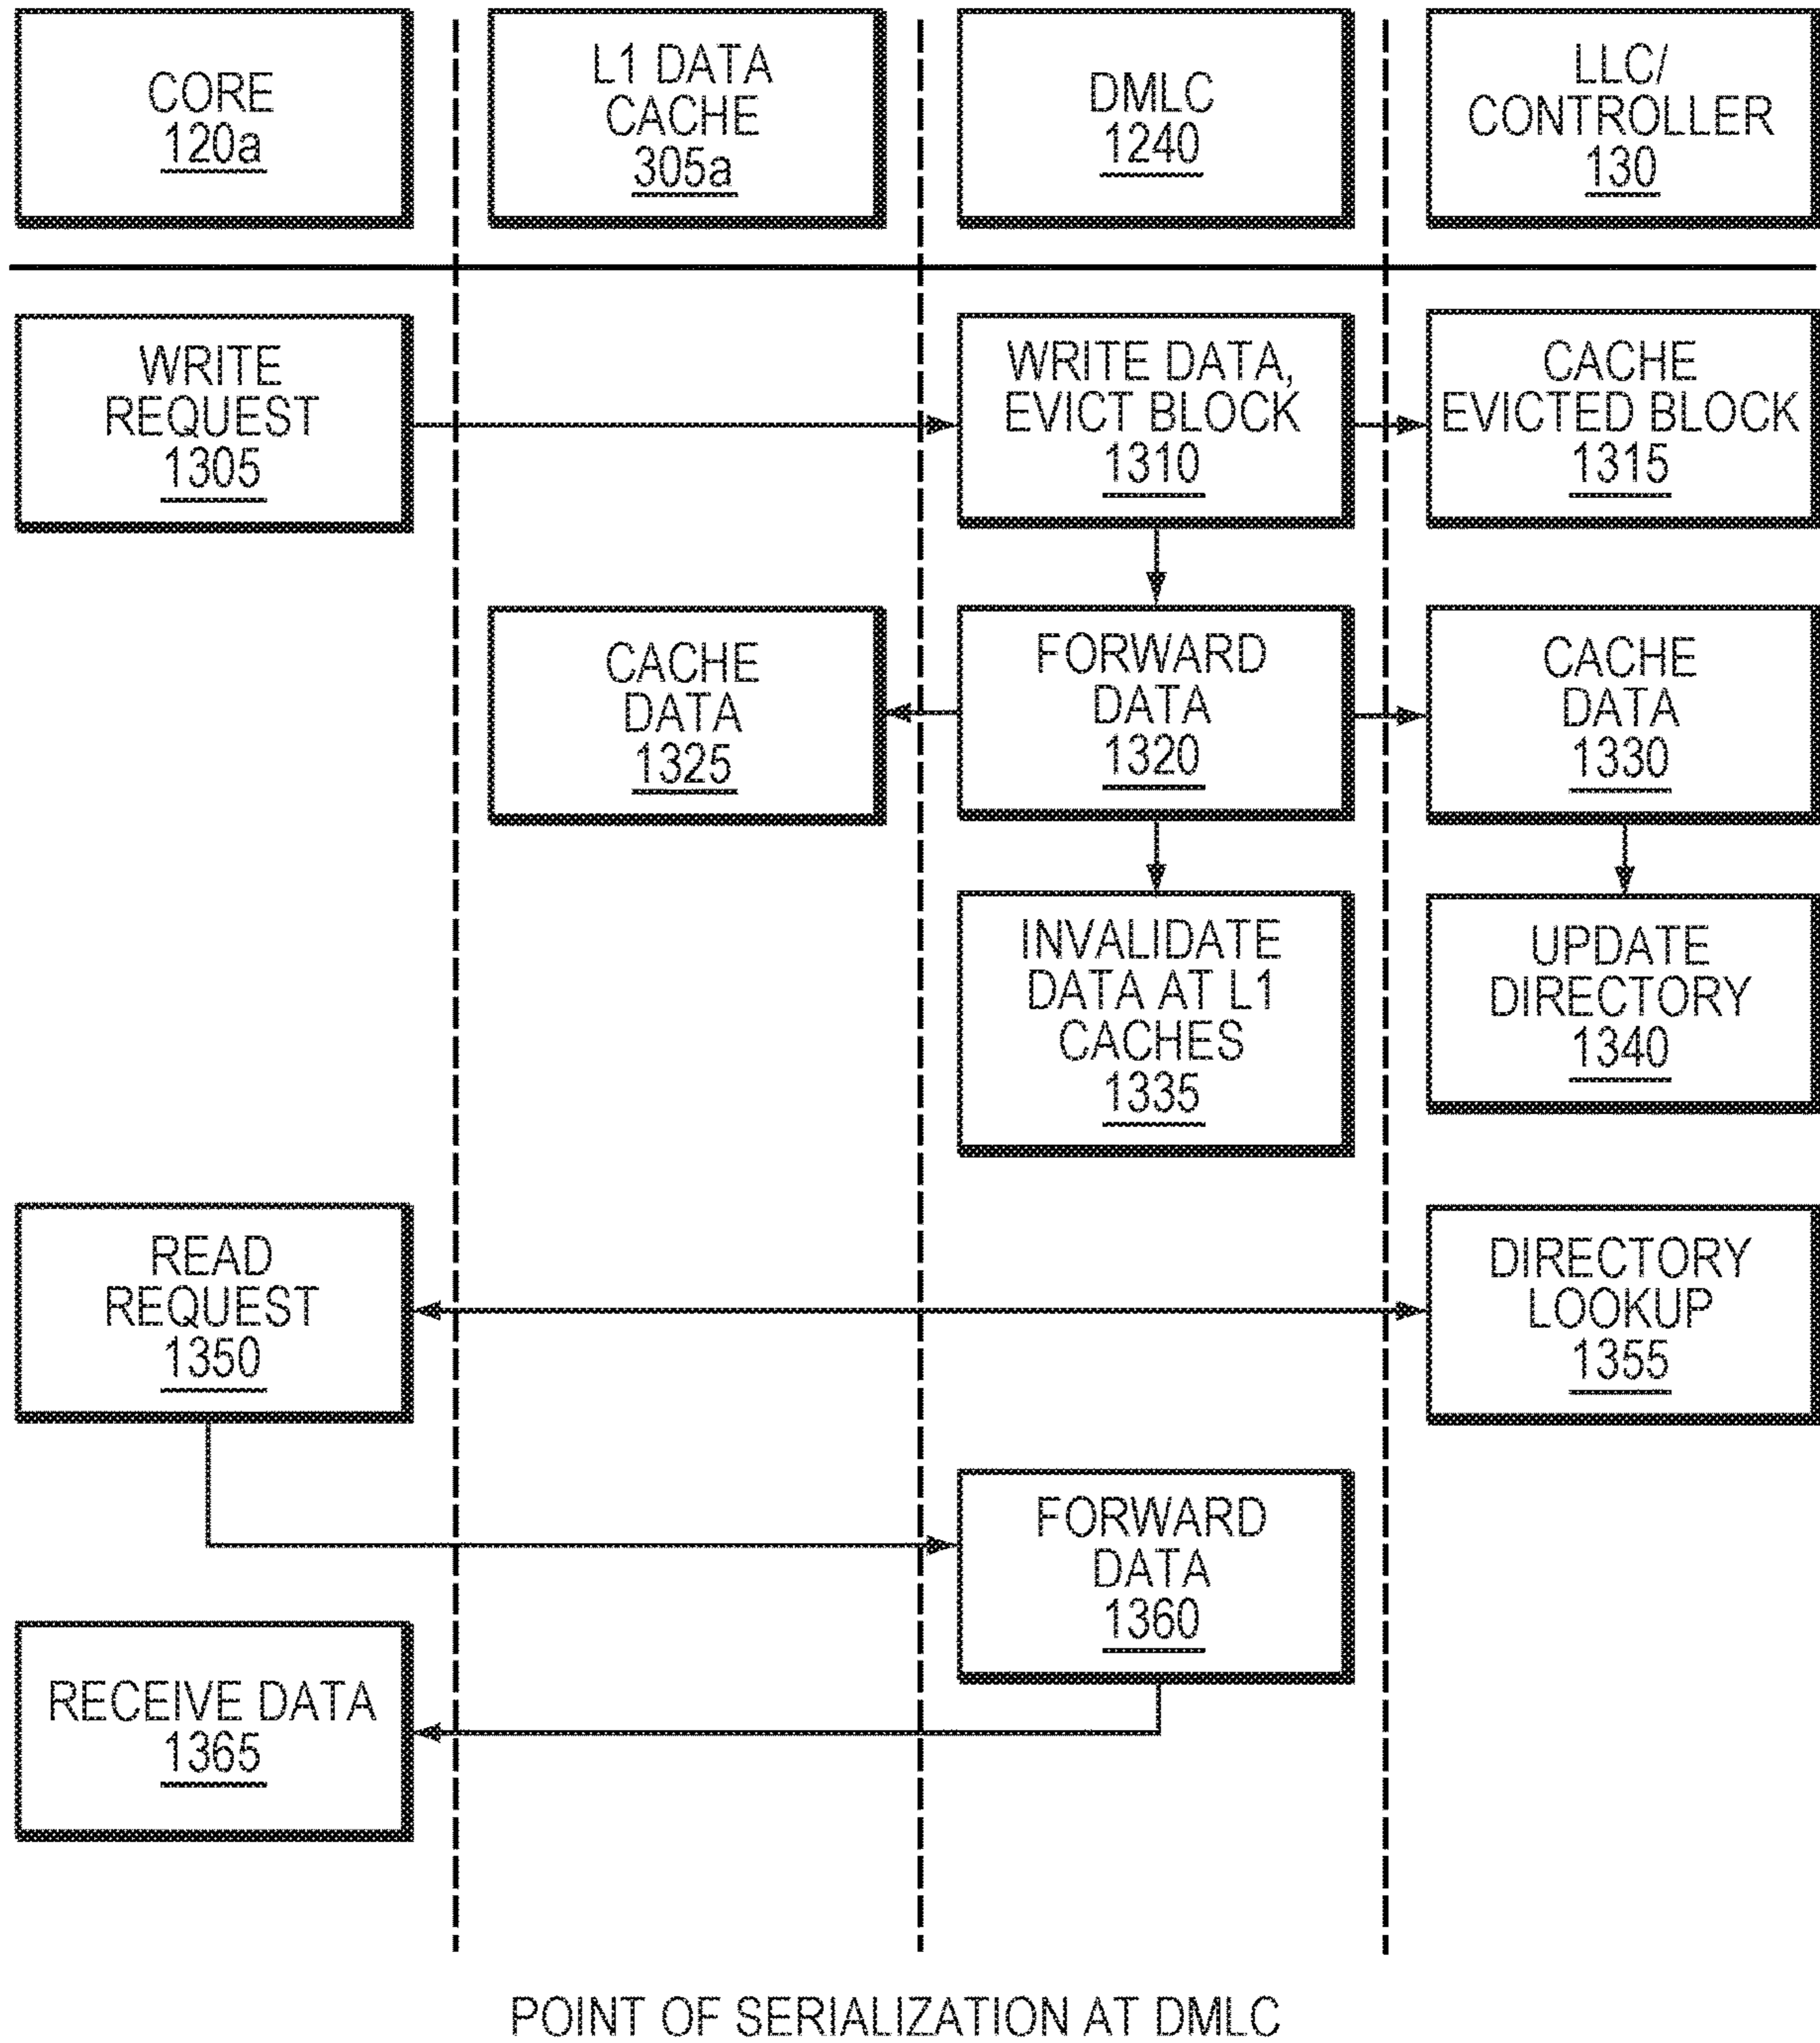 CORE
120a
L1 DATA
CACHE
305a
DMLC
1240
LLC/
CONTROLLER
130
WRITE
REQUEST
1305
WRITE DATA,
EVICT BLOCK
1310
CACHE
EVICTED BLOCK
1315
CACHE
DATA
1325
FORWARD
DATA
1320
CACHE
DATA
1330
INVALIDATE
DATA AT L1
CACHES
1335
UPDATE
DIRECTORY
1340
READ
REQUEST
1350
DIRECTORY
LOOKUP
1355
FORWARD
DATA
1360
RECEIVE DATA
1365
POINT OF SERIALIZATION AT DMLC